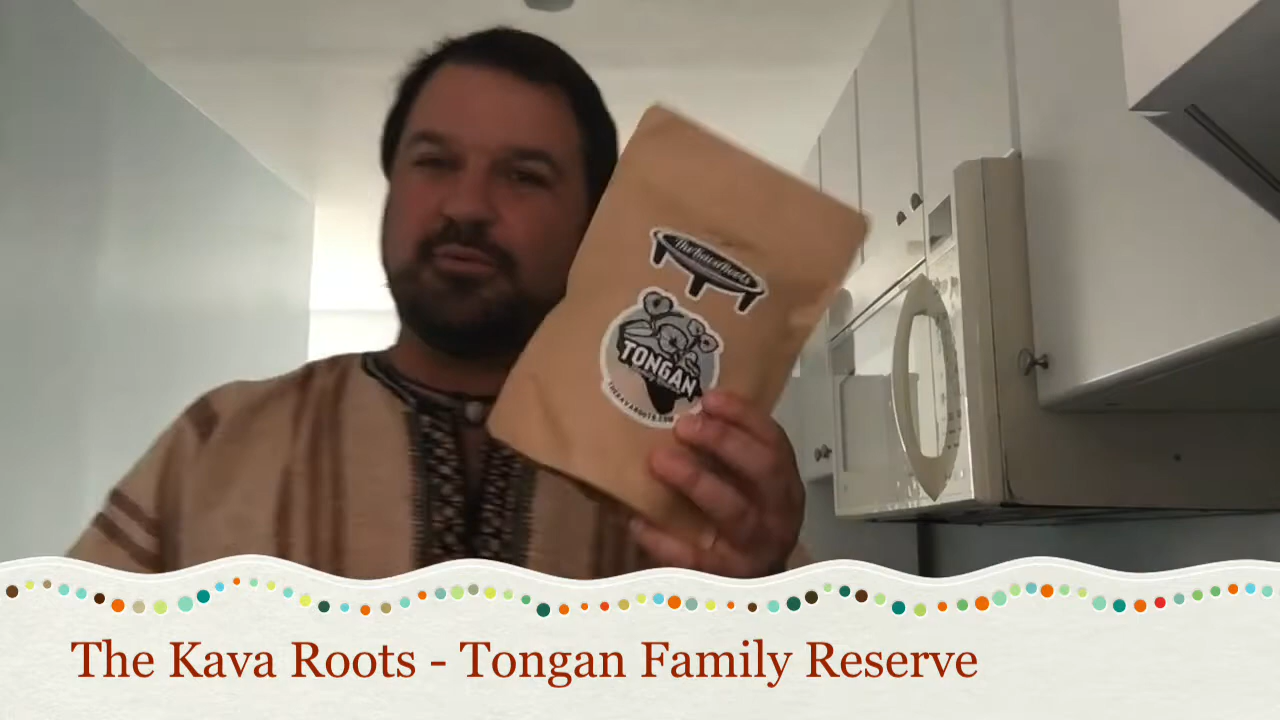 TheKavaRoots
TONGAN
THEKAVAROOTS.COM
The Kava Roots - Tongan Family Reserve